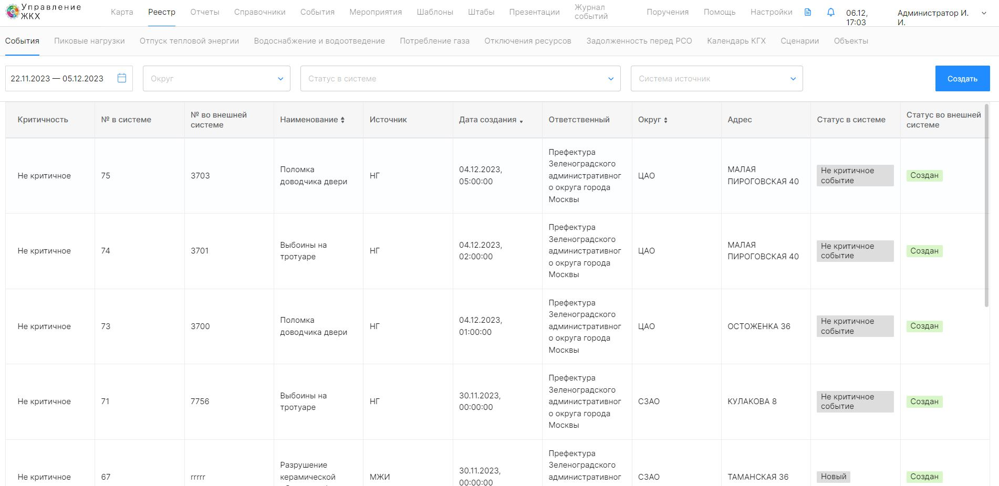 Управление
ЖКХ
Карта
Реестр
Отчеты
Справочники
События
Мероприятия
Шаблоны
Штабы
Презентации
Журнал
событий
Поручения
Помощь
Настройки
06.12,
17:03
Администратор И.
И.
События
Пиковые нагрузки
Отпуск тепловой энергии
Водоснабжение и водоотведение
Потребление газа
Отключения ресурсов
Задолженность перед РСО
Календарь КГХ
Сценарии
Объекты
22.11.2023 — 05.12.2023
Округ
Статус в системе
Система источник
Создать
Критичность
№ в системе
№ во внешней
системе
Наименование
Источник
Дата создания
Ответственный
Округ
Адрес
Статус в системе
Статус во внешней
системе
Не критичное
75
3703
Поломка
доводчика двери
НГ
04.12.2023,
05:00:00
Префектура
Зеленоградского
административног
о округа города
Москвы
ЦАО
МАЛАЯ
ПИРОГОВСКАЯ 40
Не критичное
событие
Создан
Не критичное
74
3701
Выбоины на
тротуаре
НГ
04.12.2023,
02:00:00
Префектура
Зеленоградского
административног
о округа города
Москвы
ЦАО
МАЛАЯ
ПИРОГОВСКАЯ 40
Не критичное
событие
Создан
Не критичное
73
3700
Поломка
доводчика двери
НГ
04.12.2023,
01:00:00
Префектура
Зеленоградского
административног
о округа города
Москвы
ЦАО
ОСТОЖЕНКА 36
Не критичное
событие
Создан
Не критичное
71
7756
Выбоины на
тротуаре
НГ
30.11.2023,
00:00:00
Префектура
Зеленоградского
административног
о округа города
Москвы
СЗАО
КУЛАКОВА 8
Не критичное
событие
Создан
Не критичное
67
rrrrr
Разрушение
керамической
МЖИ
30.11.2023,
00:00:00
Префектура
Зеленоградского
административног
СЗАО
ТАМАНСКАЯ 36
Новый
Создан